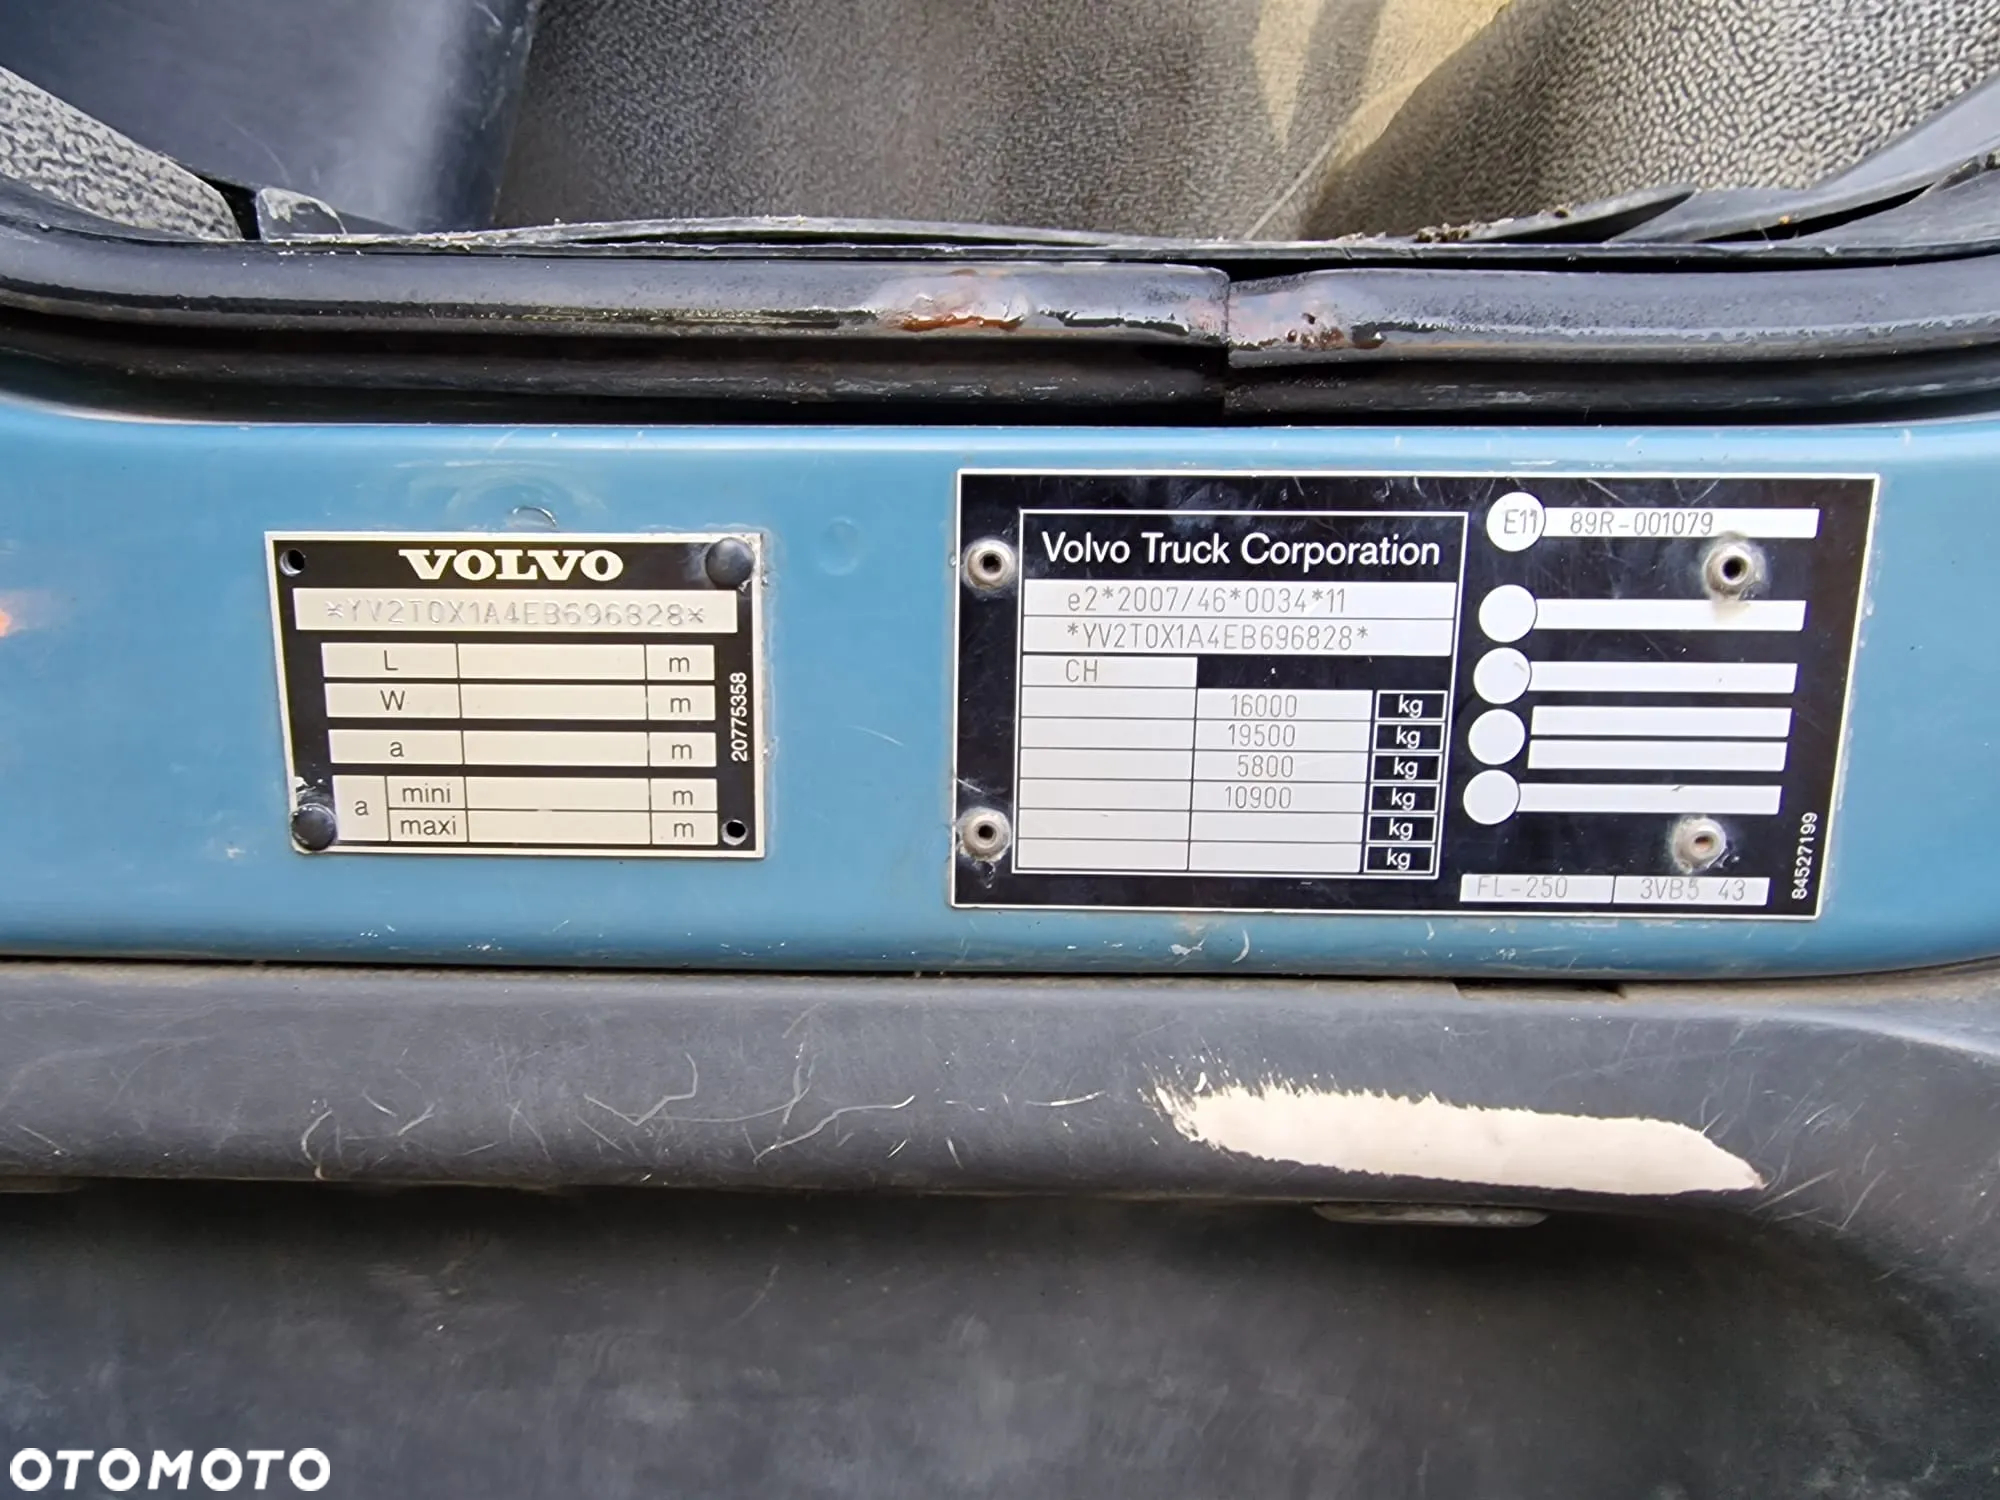 VOLVO
*YV2T0X1A4EB696828*
L m
W m
a m
a mini m
maxi m
20775358
Volvo Truck Corporation
e2*2007/46*0034*11
*YV2T0X1A4EB696828*
CH
16000 kg
19500 kg
5800 kg
10900 kg
kg
kg
E11 89R-001079
FL-250 3VB5 43
84527199
OTOMOTO